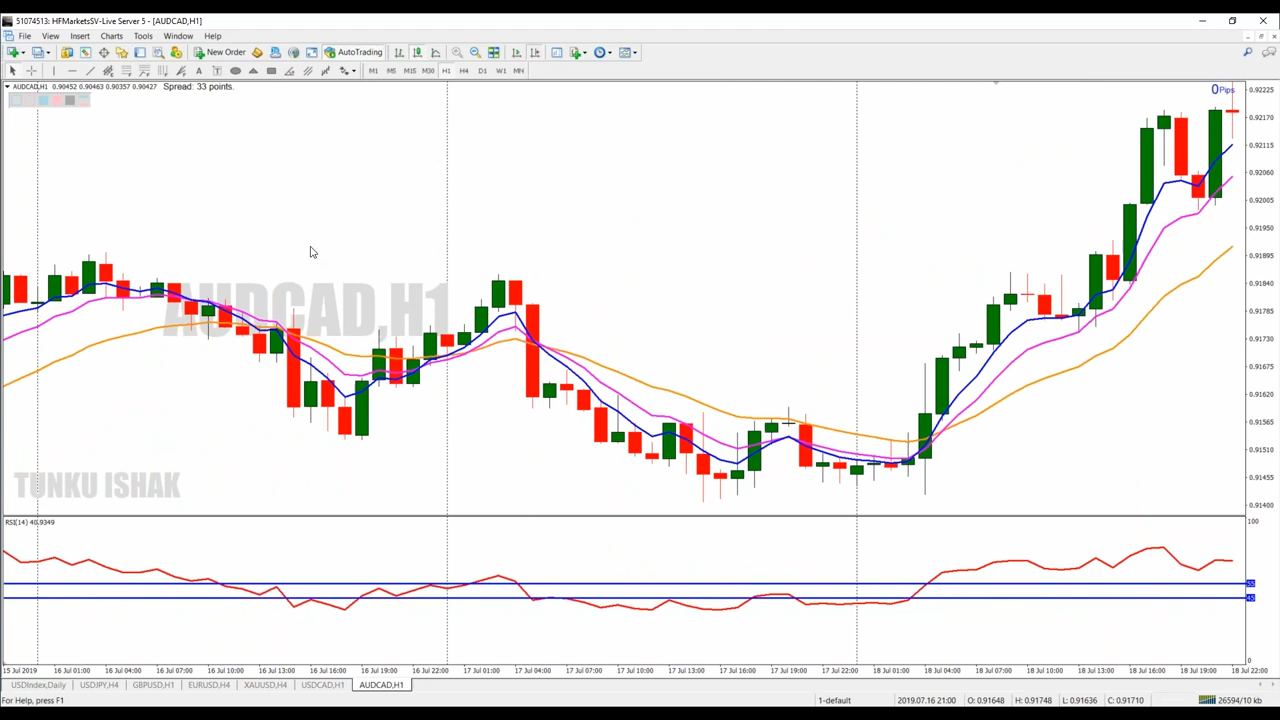 51074513: HFMarketsSV-Live Server 5 - [AUDCAD,H1]
File View Insert Charts Tools Window Help
New Order AutoTrading
A T M1 M5 M15 M30 H1 H4 D1 W1 MN
AUDCAD,H1 0.90452 0.90463 0.90357 0.90427 Spread: 33 points.
0Pips
0.92225
0.92170
0.92115
0.92060
0.92005
0.91950
0.91895
0.91840
0.91785
0.91730
0.91675
0.91620
0.91565
0.91510
0.91455
0.91400
AUDCAD,H1
TUNKU ISHAK
RSI(14) 40.9349
100
55
45
0
15 Jul 2019 16 Jul 01:00 16 Jul 04:00 16 Jul 07:00 16 Jul 10:00 16 Jul 13:00 16 Jul 16:00 16 Jul 19:00 16 Jul 22:00 17 Jul 01:00 17 Jul 04:00 17 Jul 07:00 17 Jul 10:00 17 Jul 13:00 17 Jul 16:00 17 Jul 19:00 17 Jul 22:00 18 Jul 01:00 18 Jul 04:00 18 Jul 07:00 18 Jul 10:00 18 Jul 13:00 18 Jul 16:00 18 Jul 19:00 18 Jul 22:00
USDIndex,Daily USDJPY,H4 GBPUSD,H1 EURUSD,H4 XAUUSD,H4 USDCAD,H1 AUDCAD,H1
For Help, press F1 1-default 2019.07.16 21:00 O: 0.91648 H: 0.91748 L: 0.91636 C: 0.91710 26594/10 kb